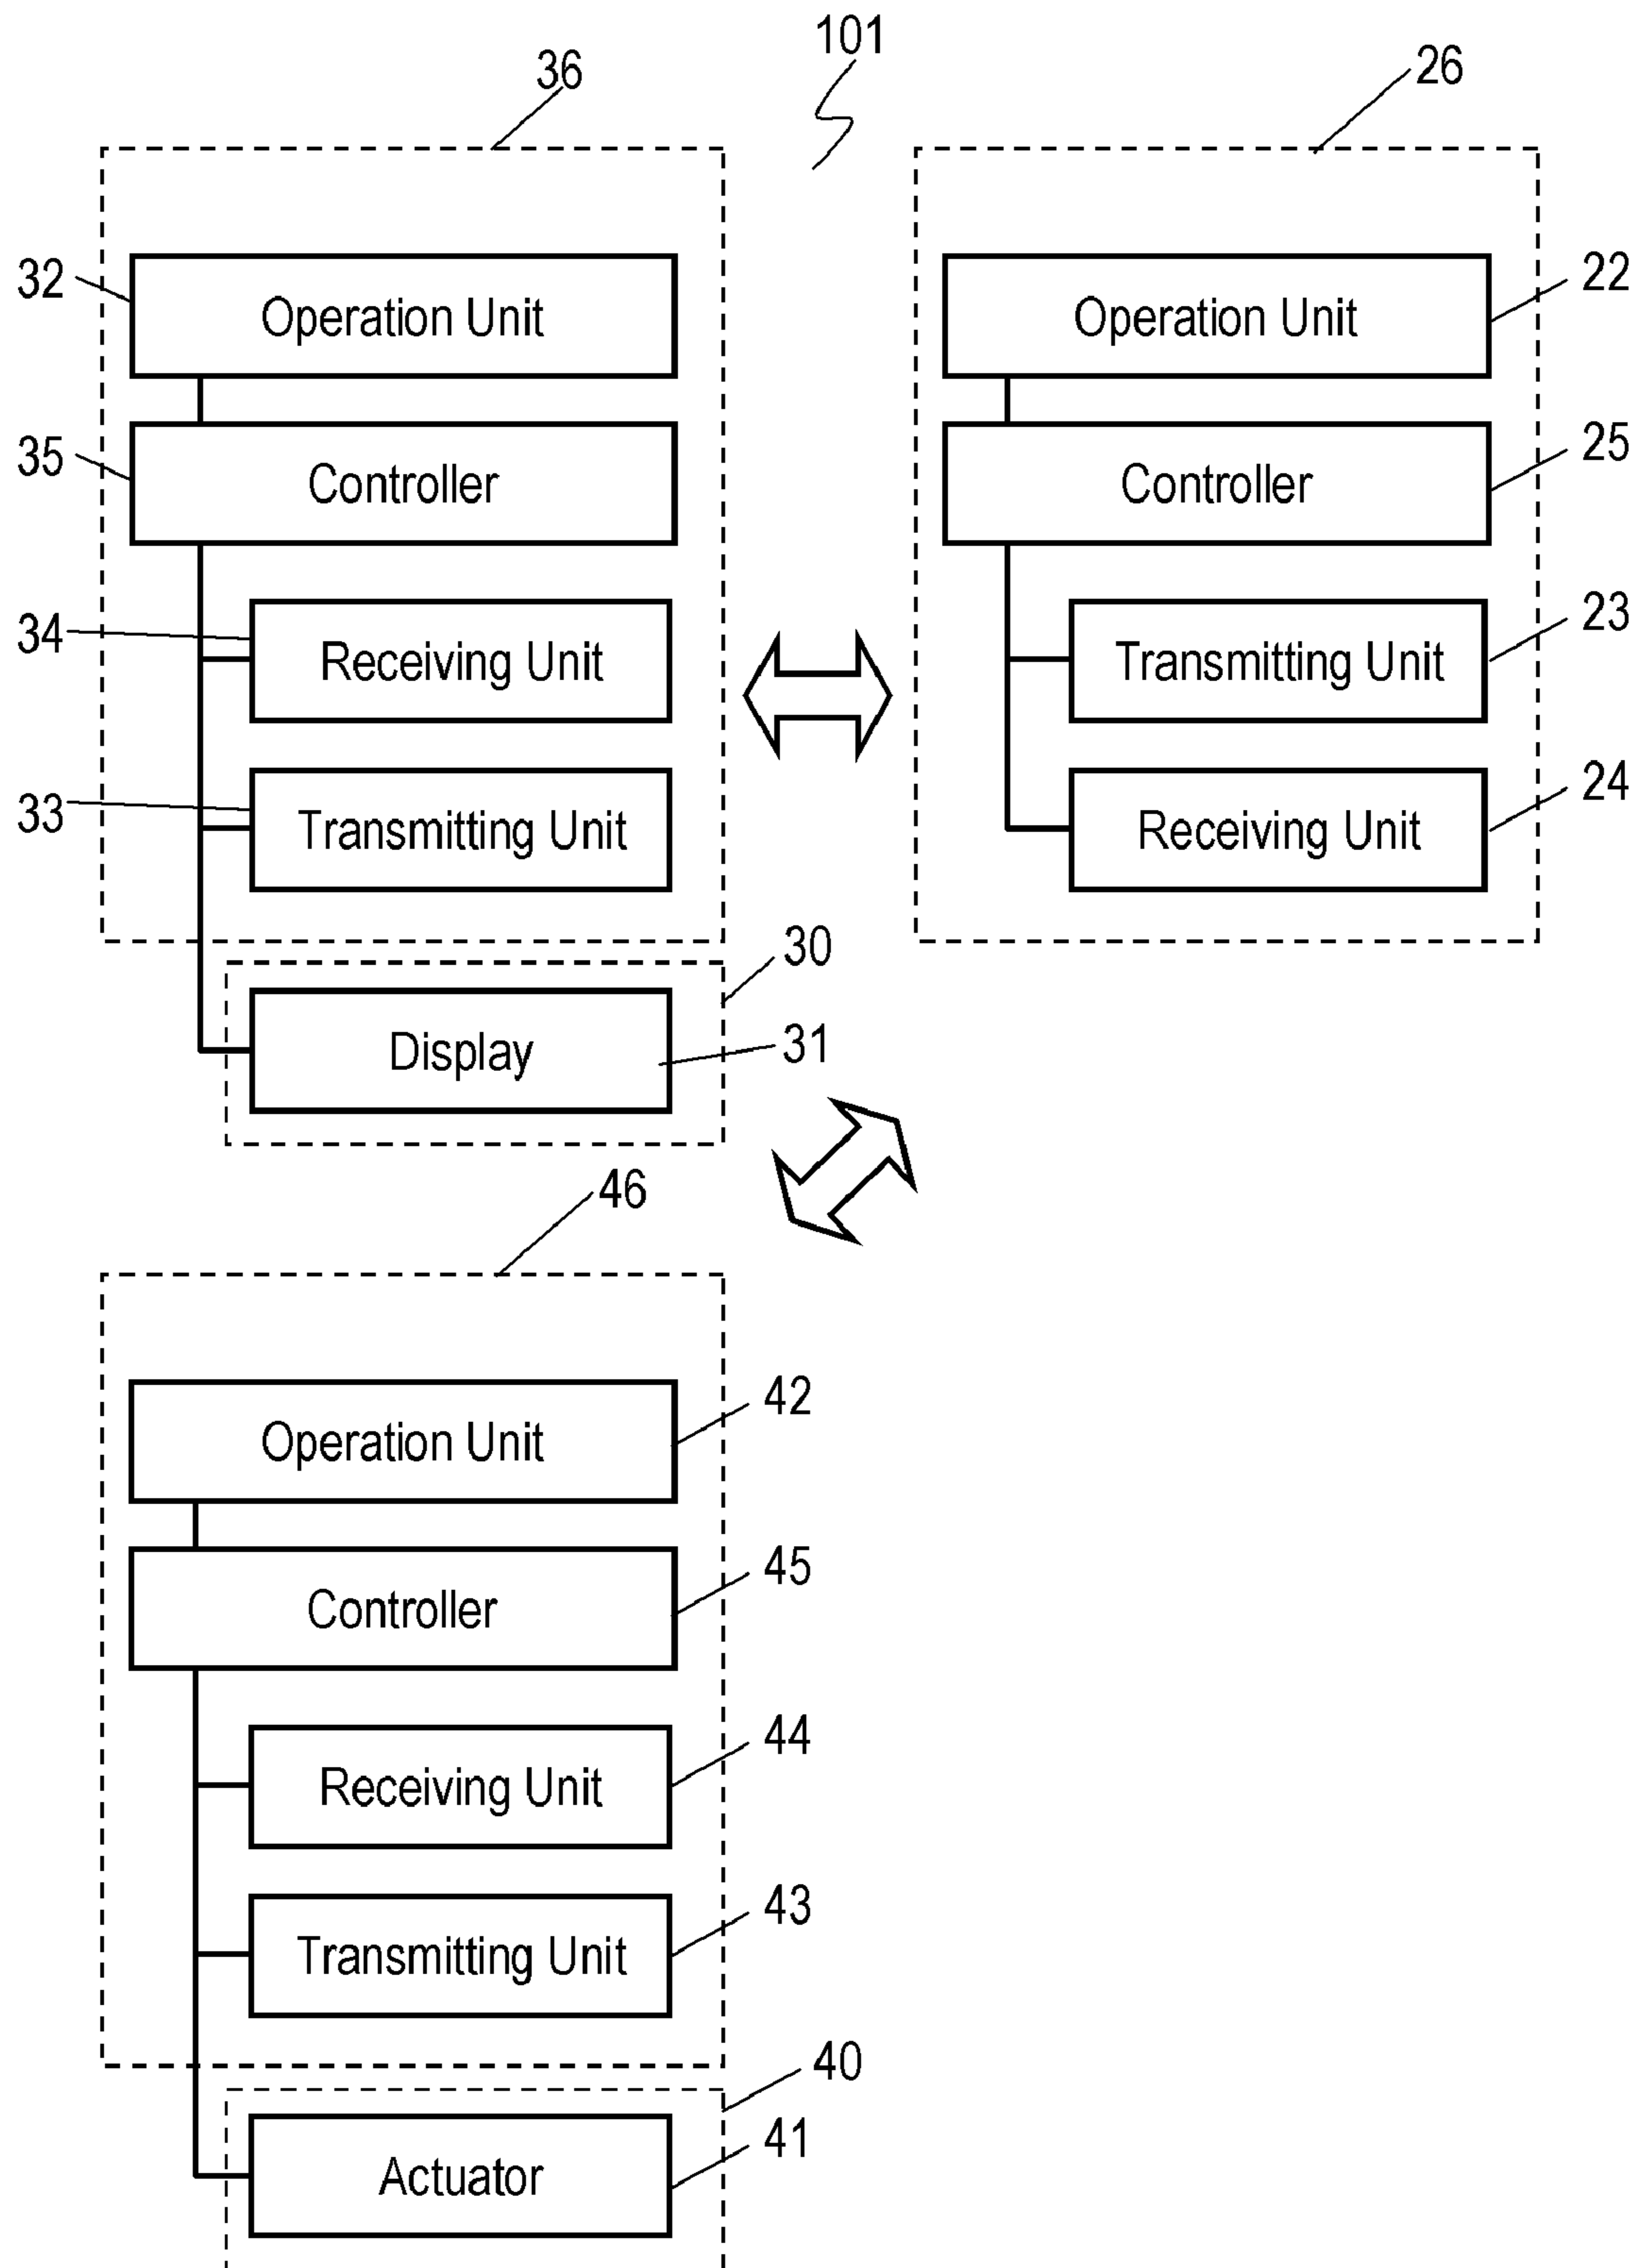 101
36
26
32
Operation Unit
Operation Unit
22
35
Controller
Controller
25
34
Receiving Unit
Transmitting Unit
23
33
Transmitting Unit
Receiving Unit
24
30
Display
31
46
Operation Unit
42
Controller
45
Receiving Unit
44
Transmitting Unit
43
40
Actuator
41